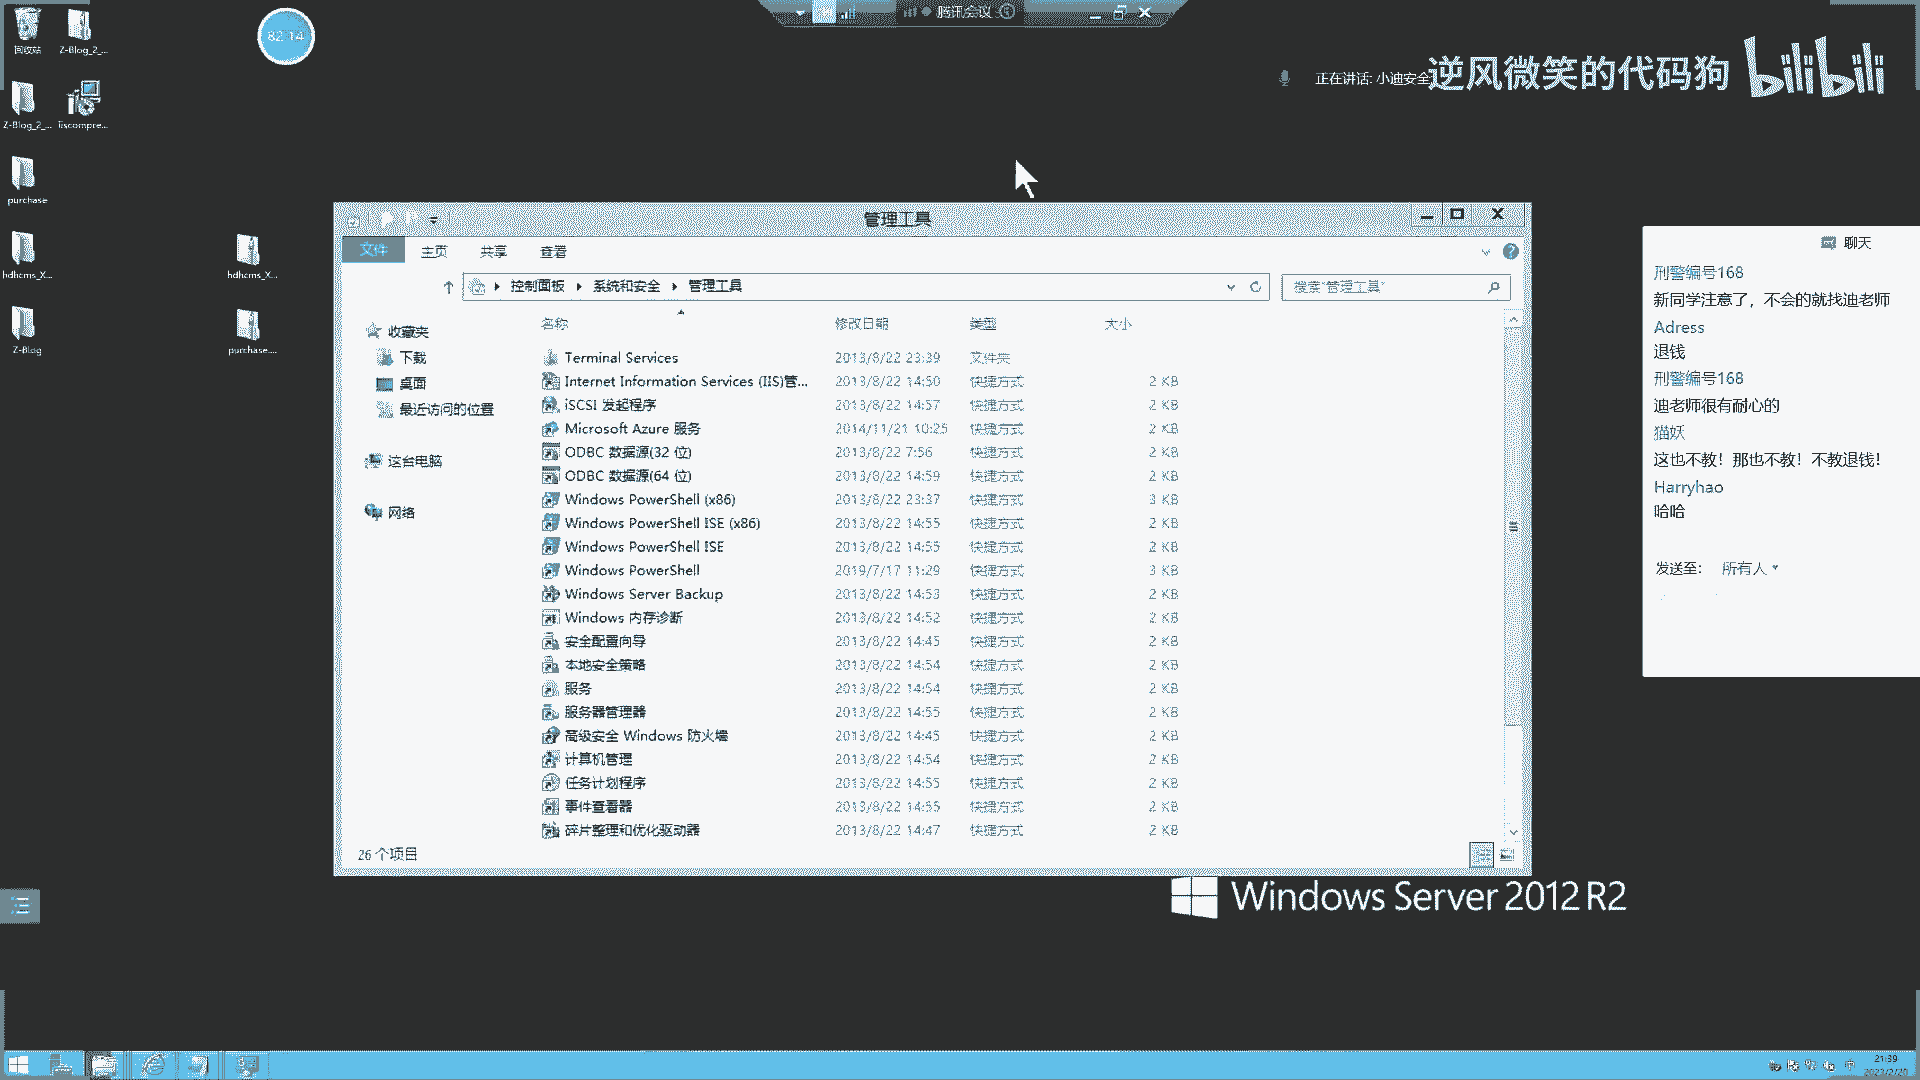 回收站
Z-Blog_2_...
82:14
腾讯会议
正在讲话: 小迪安全
逆风微笑的代码狗
bilibili
Z-Blog_2_...
purchase
hdhcms_X...
hdhcms_X...
Z-Blog
purchase....
管理工具
文件
主页
共享
查看
控制面板
系统和安全
管理工具
搜索"管理工具"
名称
修改日期
类型
大小
收藏夹
下载
桌面
最近访问的位置
这台电脑
网络
Terminal Services 2013/8/22 23:39 文件夹
Internet Information Services (IIS)管... 2013/8/22 14:50 快捷方式 2 KB
iSCSI 发起程序 2013/8/22 14:57 快捷方式 2 KB
Microsoft Azure 服务 2014/11/21 10:25 快捷方式 2 KB
ODBC 数据源(32 位) 2013/8/22 7:56 快捷方式 2 KB
ODBC 数据源(64 位) 2013/8/22 14:59 快捷方式 2 KB
Windows PowerShell (x86) 2013/8/22 23:37 快捷方式 3 KB
Windows PowerShell ISE (x86) 2013/8/22 14:55 快捷方式 2 KB
Windows PowerShell ISE 2013/8/22 14:55 快捷方式 2 KB
Windows PowerShell 2019/7/17 11:29 快捷方式 3 KB
Windows Server Backup 2013/8/22 14:53 快捷方式 2 KB
Windows 内存诊断 2013/8/22 14:52 快捷方式 2 KB
安全配置向导 2013/8/22 14:45 快捷方式 2 KB
本地安全策略 2013/8/22 14:54 快捷方式 2 KB
服务 2013/8/22 14:54 快捷方式 2 KB
服务器管理器 2013/8/22 14:55 快捷方式 2 KB
高级安全 Windows 防火墙 2013/8/22 14:45 快捷方式 2 KB
计算机管理 2013/8/22 14:54 快捷方式 2 KB
任务计划程序 2013/8/22 14:55 快捷方式 2 KB
事件查看器 2013/8/22 14:55 快捷方式 2 KB
碎片整理和优化驱动器 2013/8/22 14:47 快捷方式 2 KB
26 个项目
聊天
刑警编号168
新同学注意了，不会的就找迪老师
Adress
退钱
刑警编号168
迪老师很有耐心的
猫妖
这也不教！那也不教！不教退钱！
Harryhao
哈哈
发送至：
所有人
Windows Server 2012 R2
21:39
2023/2/20